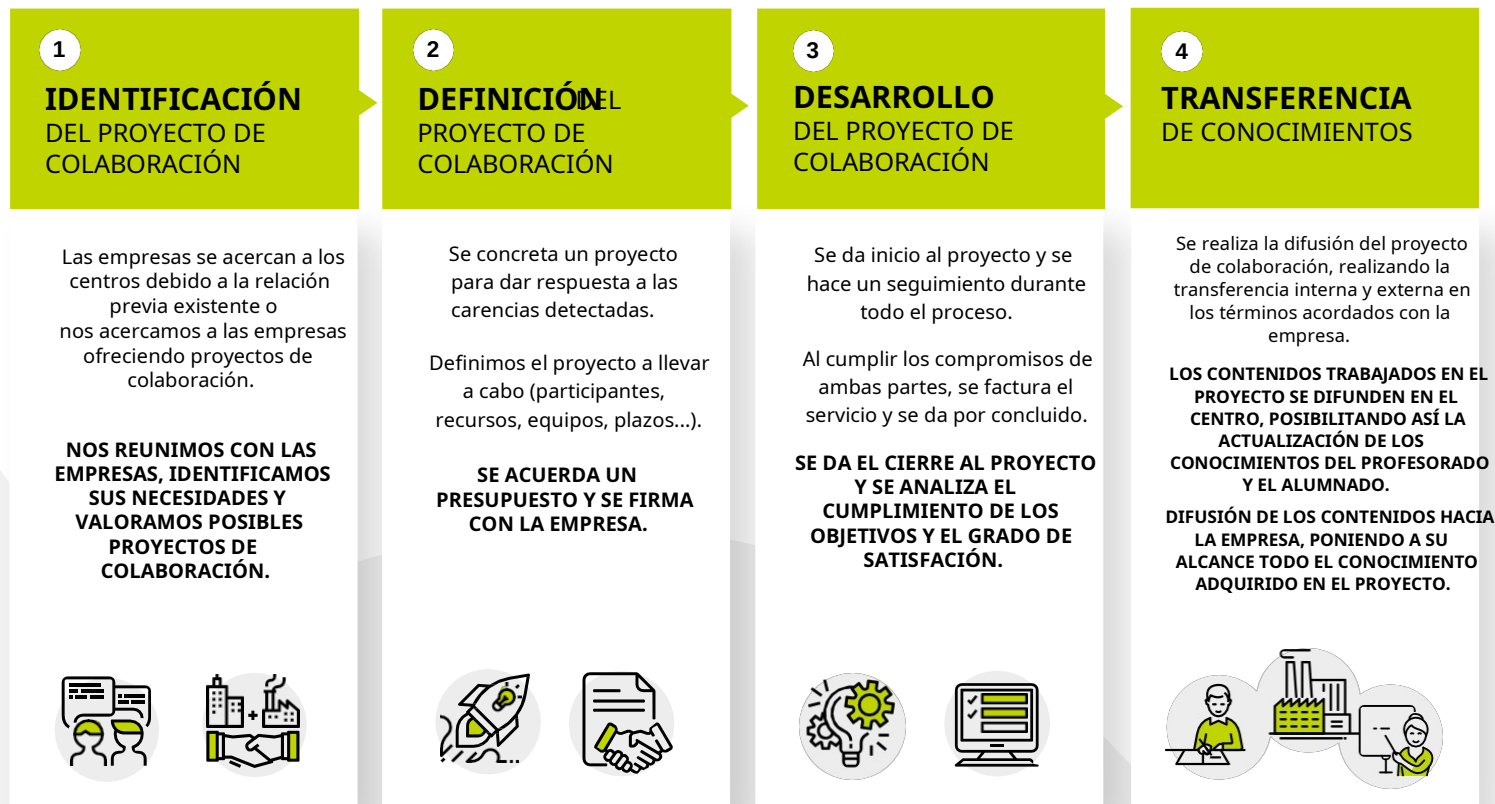 1
IDENTIFICACIÓN
DEL PROYECTO DE
COLABORACIÓN
Las empresas se acercan a los
centros debido a la relación
previa existente o
nos acercamos a las empresas
ofreciendo proyectos de
colaboración.
NOS REUNIMOS CON LAS
EMPRESAS, IDENTIFICAMOS
SUS NECESIDADES Y
VALORAMOS POSIBLES
PROYECTOS DE
COLABORACIÓN.
2
DEFINICIÓN DEL
PROYECTO DE
COLABORACIÓN
Se concreta un proyecto
para dar respuesta a las
carencias detectadas.
Definimos el proyecto a llevar
a cabo (participantes,
recursos, equipos, plazos...).
SE ACUERDA UN
PRESUPUESTO Y SE FIRMA
CON LA EMPRESA.
3
DESARROLLO
DEL PROYECTO DE
COLABORACIÓN
Se da inicio al proyecto y se
hace un seguimiento durante
todo el proceso.
Al cumplir los compromisos de
ambas partes, se factura el
servicio y se da por concluido.
SE DA EL CIERRE AL PROYECTO
Y SE ANALIZA EL
CUMPLIMIENTO DE LOS
OBJETIVOS Y EL GRADO DE
SATISFACCIÓN.
4
TRANSFERENCIA
DE CONOCIMIENTOS
Se realiza la difusión del proyecto
de colaboración, realizando la
transferencia interna y externa en
los términos acordados con la
empresa.
LOS CONTENIDOS TRABAJADOS EN EL
PROYECTO SE DIFUNDEN EN EL
CENTRO, POSIBILITANDO ASÍ LA
ACTUALIZACIÓN DE LOS
CONOCIMIENTOS DEL PROFESORADO
Y EL ALUMNADO.
DIFUSIÓN DE LOS CONTENIDOS HACIA
LA EMPRESA, PONIENDO A SU
ALCANCE TODO EL CONOCIMIENTO
ADQUIRIDO EN EL PROYECTO.